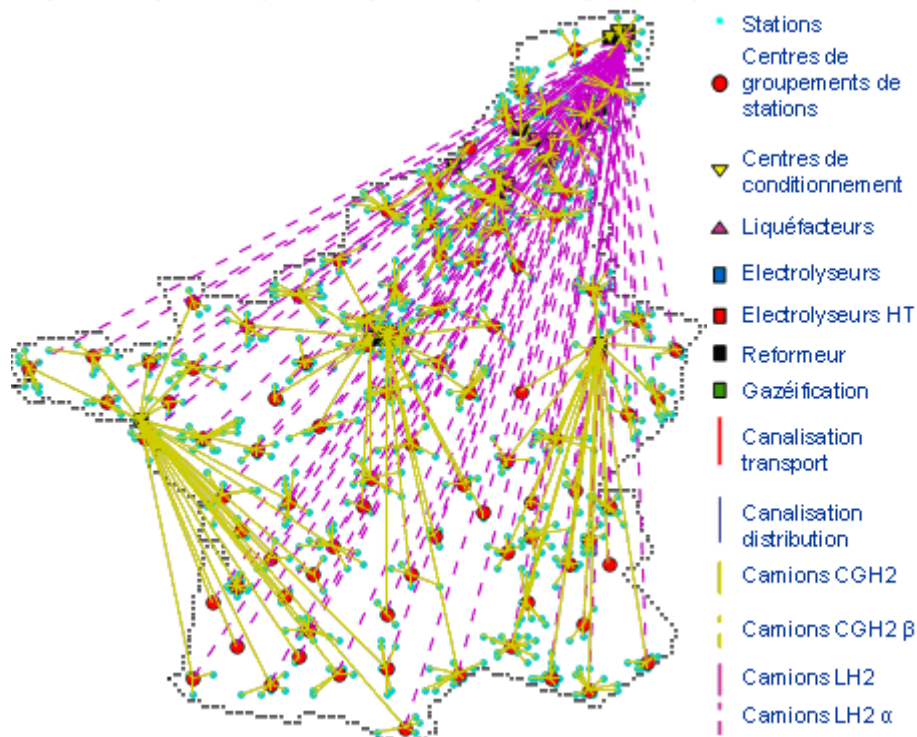 Stations
Centres de
groupements de
stations
Centres de
conditionnement
Liquéfacteurs
Electrolyseurs
Electrolyseurs HT
Reformeur
Gazéification
Canalisation
transport
Canalisation
distribution
Camions CGH2
Camions CGH2 β
Camions LH2
Camions LH2 α